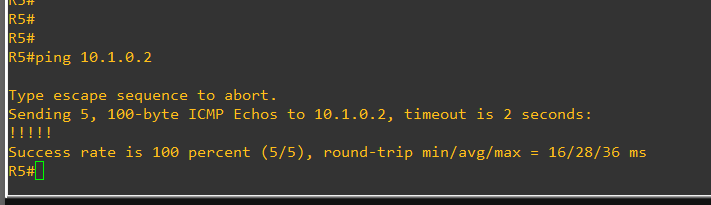 R5#
R5#
R5#
R5#ping 10.1.0.2
Type escape sequence to abort.
Sending 5, 100-byte ICMP Echos to 10.1.0.2, timeout is 2 seconds:
!!!!!
Success rate is 100 percent (5/5), round-trip min/avg/max = 16/28/36 ms
R5#